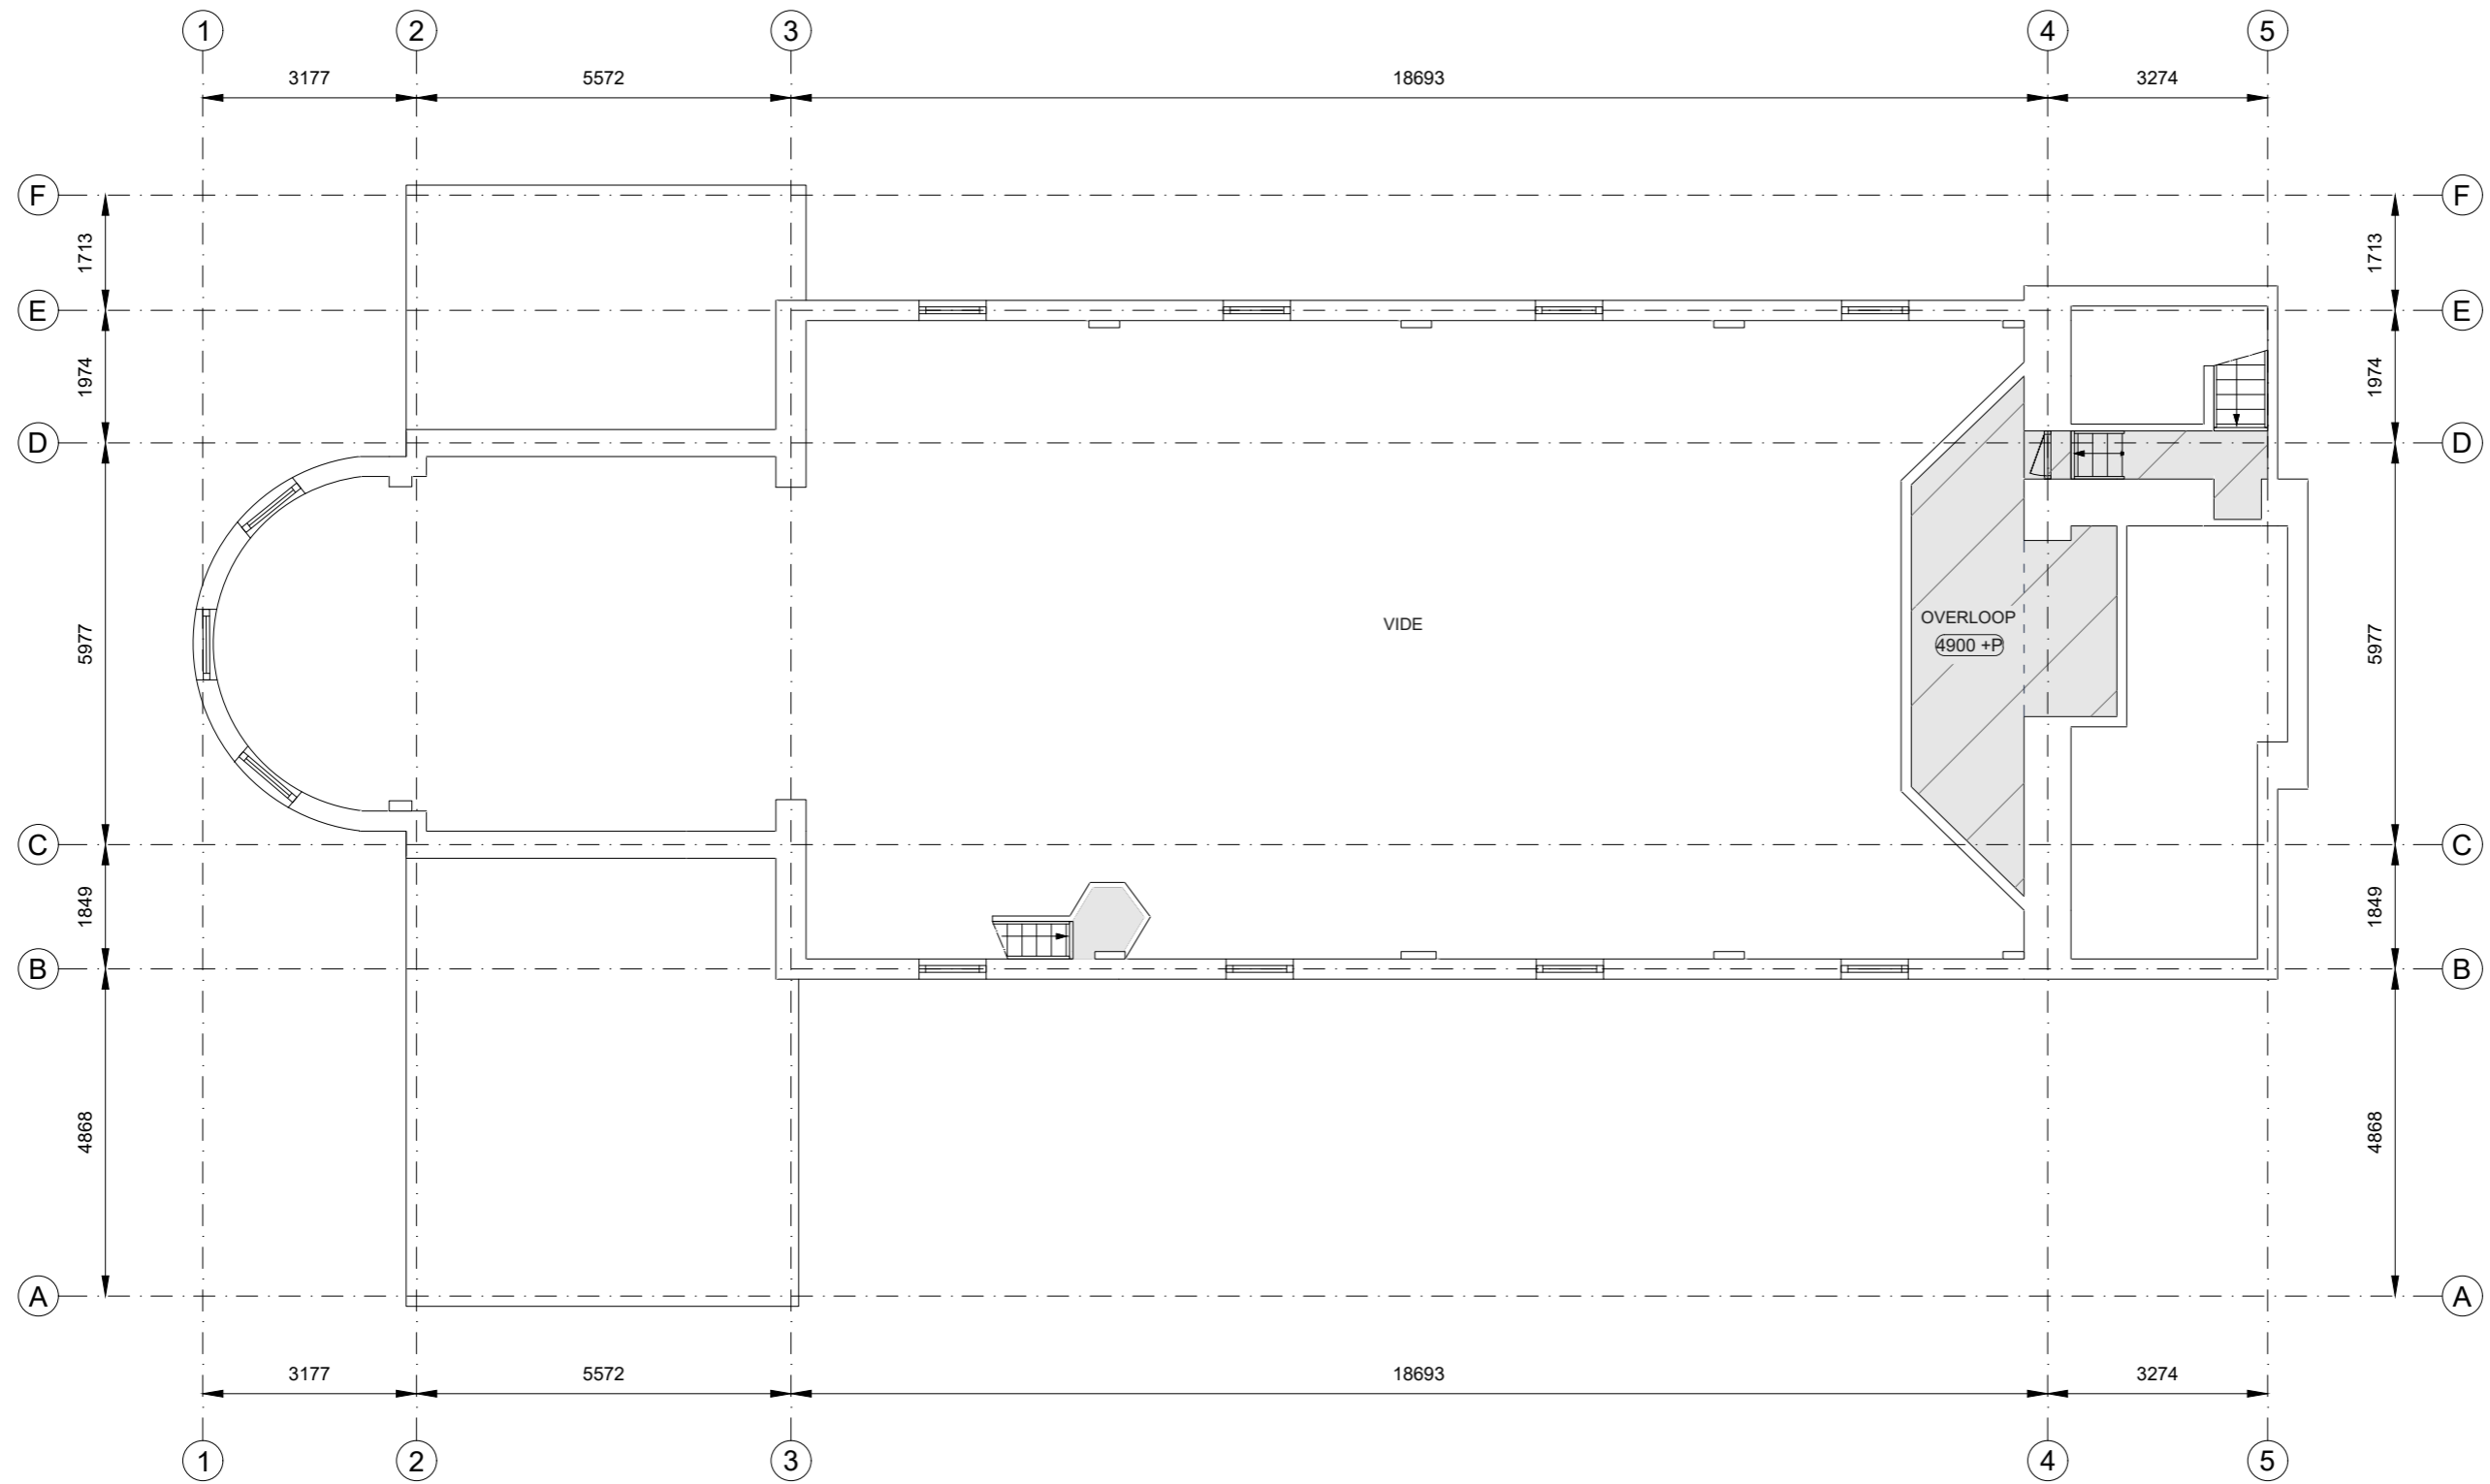 1 2 3 4 5
3177 5572 18693 3274
F F
1713 1713
E E
1974 1974
D D
5977 5977
VIDE
OVERLOOP
4900 +P
C C
1849 1849
B B
4868 4868
A A
3177 5572 18693 3274
1 2 3 4 5